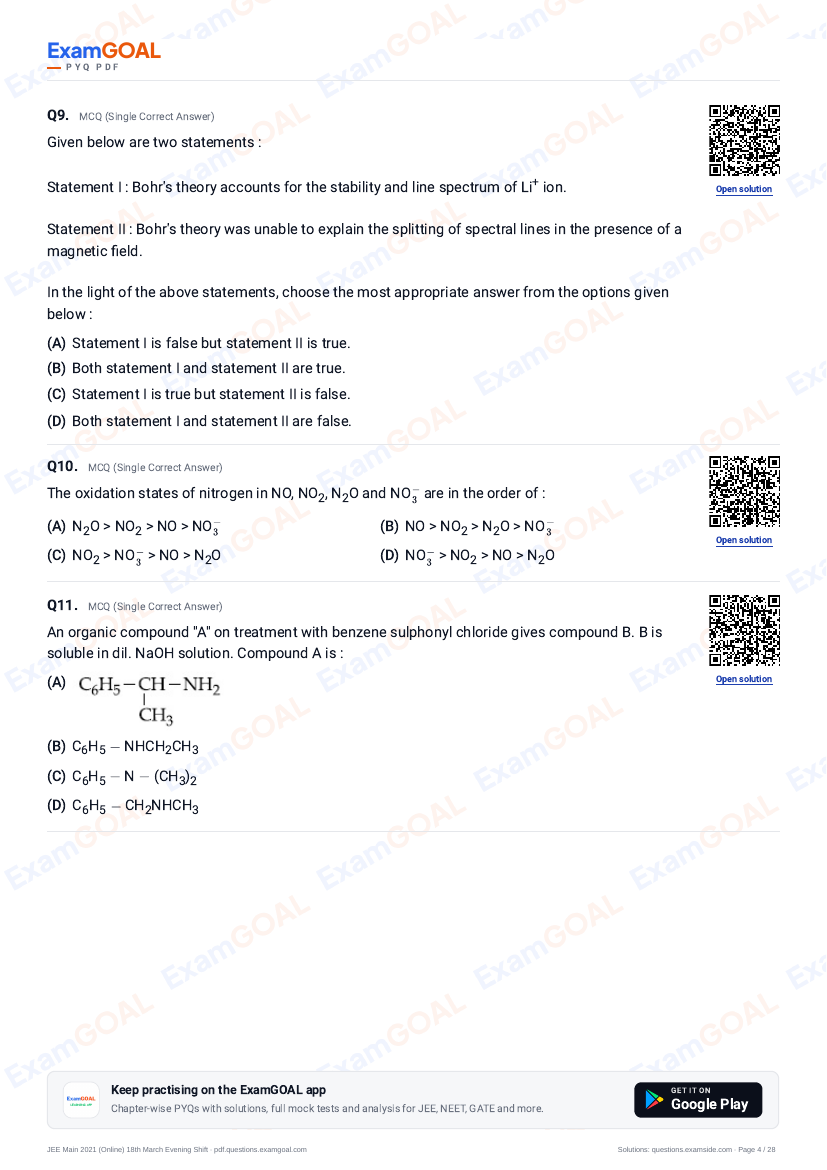 ExamGOAL
PYQ PDF
Q9. MCQ (Single Correct Answer)
Given below are two statements :
Statement I : Bohr's theory accounts for the stability and line spectrum of Li⁺ ion.
Open solution
Statement II : Bohr's theory was unable to explain the splitting of spectral lines in the presence of a
magnetic field.
In the light of the above statements, choose the most appropriate answer from the options given
below :
(A) Statement I is false but statement II is true.
(B) Both statement I and statement II are true.
(C) Statement I is true but statement II is false.
(D) Both statement I and statement II are false.
Q10. MCQ (Single Correct Answer)
The oxidation states of nitrogen in NO, NO₂, N₂O and NO₃⁻ are in the order of :
(A) N₂O > NO₂ > NO > NO₃⁻ (B) NO > NO₂ > N₂O > NO₃⁻
Open solution
(C) NO₂ > NO₃⁻ > NO > N₂O (D) NO₃⁻ > NO₂ > NO > N₂O
Q11. MCQ (Single Correct Answer)
An organic compound "A" on treatment with benzene sulphonyl chloride gives compound B. B is
soluble in dil. NaOH solution. Compound A is :
Open solution
(A) C₆H₅ – CH – NH₂
|
CH₃
(B) C₆H₅ – NHCH₂CH₃
(C) C₆H₅ – N – (CH₃)₂
(D) C₆H₅ – CH₂NHCH₃
ExamGOAL
Keep practising on the ExamGOAL app
Chapter-wise PYQs with solutions, full mock tests and analysis for JEE, NEET, GATE and more.
GET IT ON
Google Play
JEE Main 2021 (Online) 18th March Evening Shift · pdf.questions.examgoal.com
Solutions: questions.examside.com · Page 4 / 28